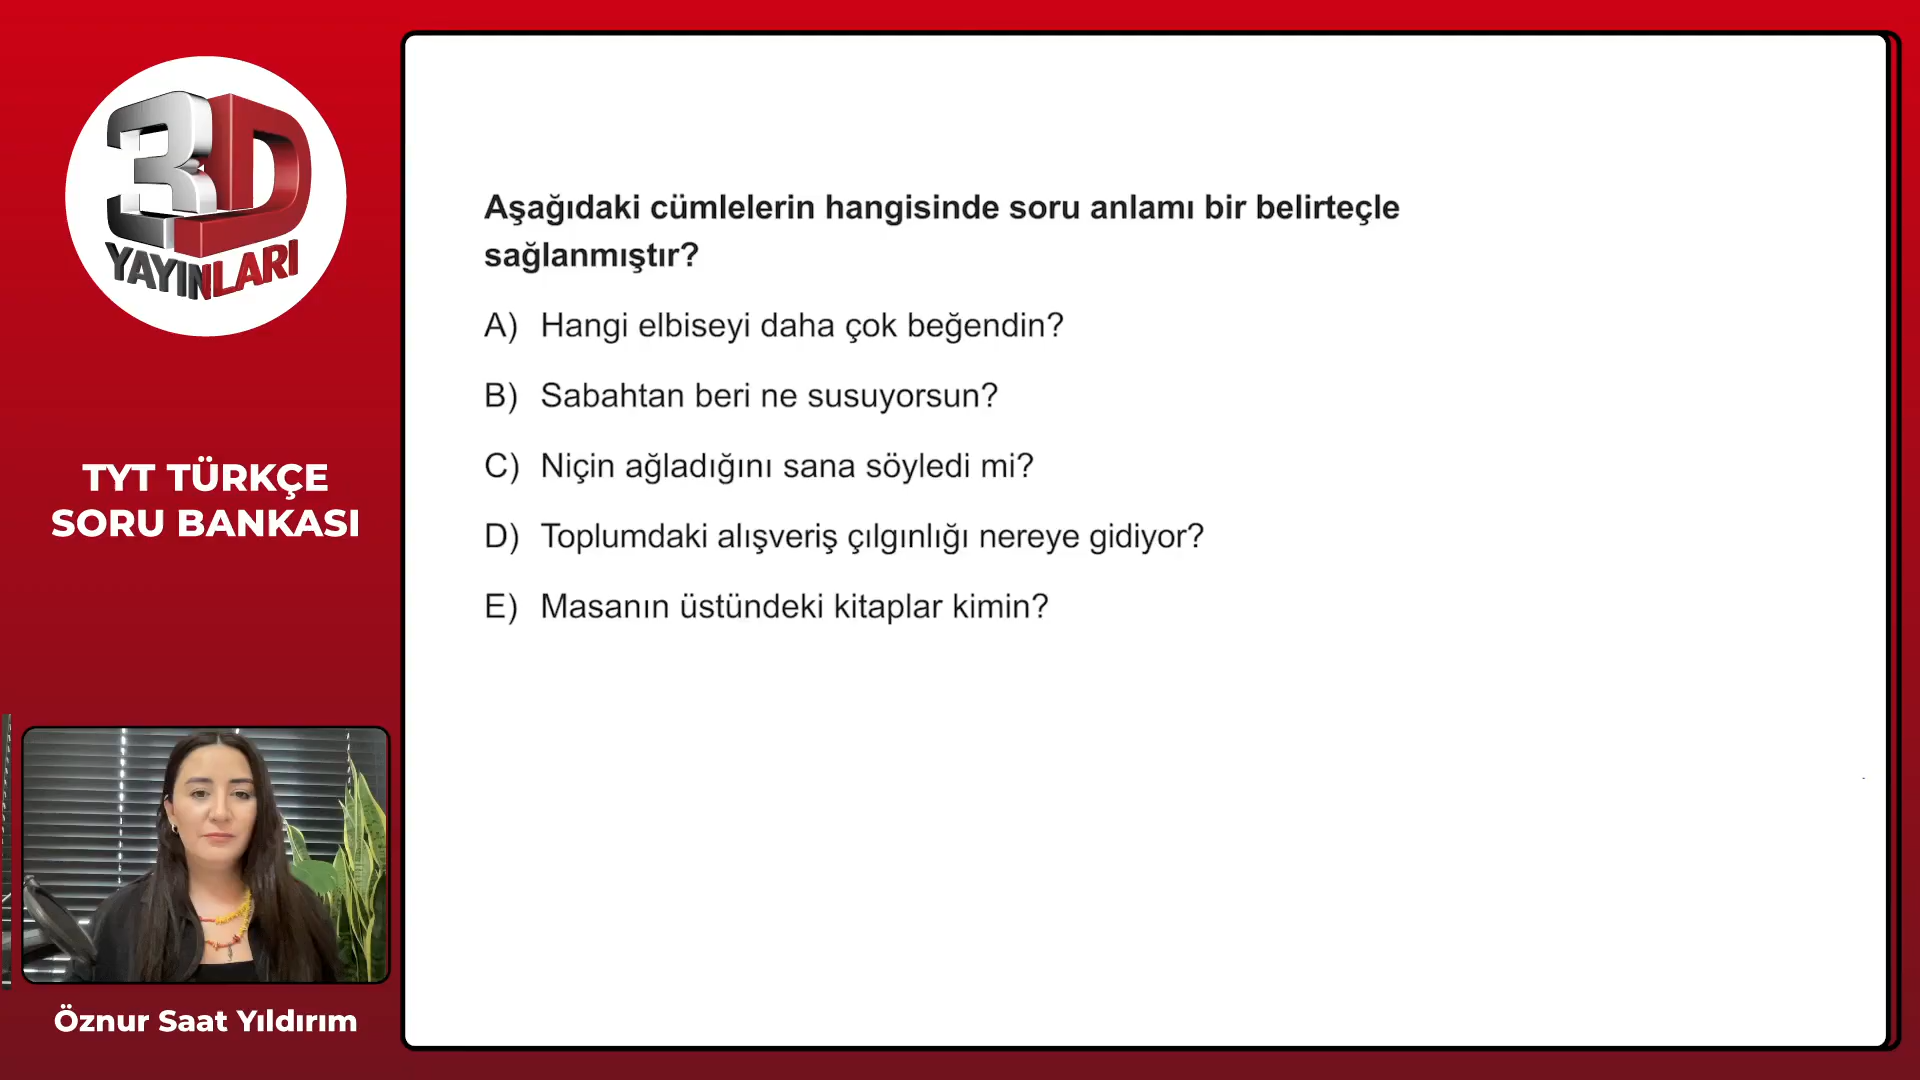 3D
YAYINLARI
TYT TÜRKÇE
SORU BANKASI
Öznur Saat Yıldırım
Aşağıdaki cümlelerin hangisinde soru anlamı bir belirteçle
sağlanmıştır?
A) Hangi elbiseyi daha çok beğendin?
B) Sabahtan beri ne susuyorsun?
C) Niçin ağladığını sana söyledi mi?
D) Toplumdaki alışveriş çılgınlığı nereye gidiyor?
E) Masanın üstündeki kitaplar kimin?